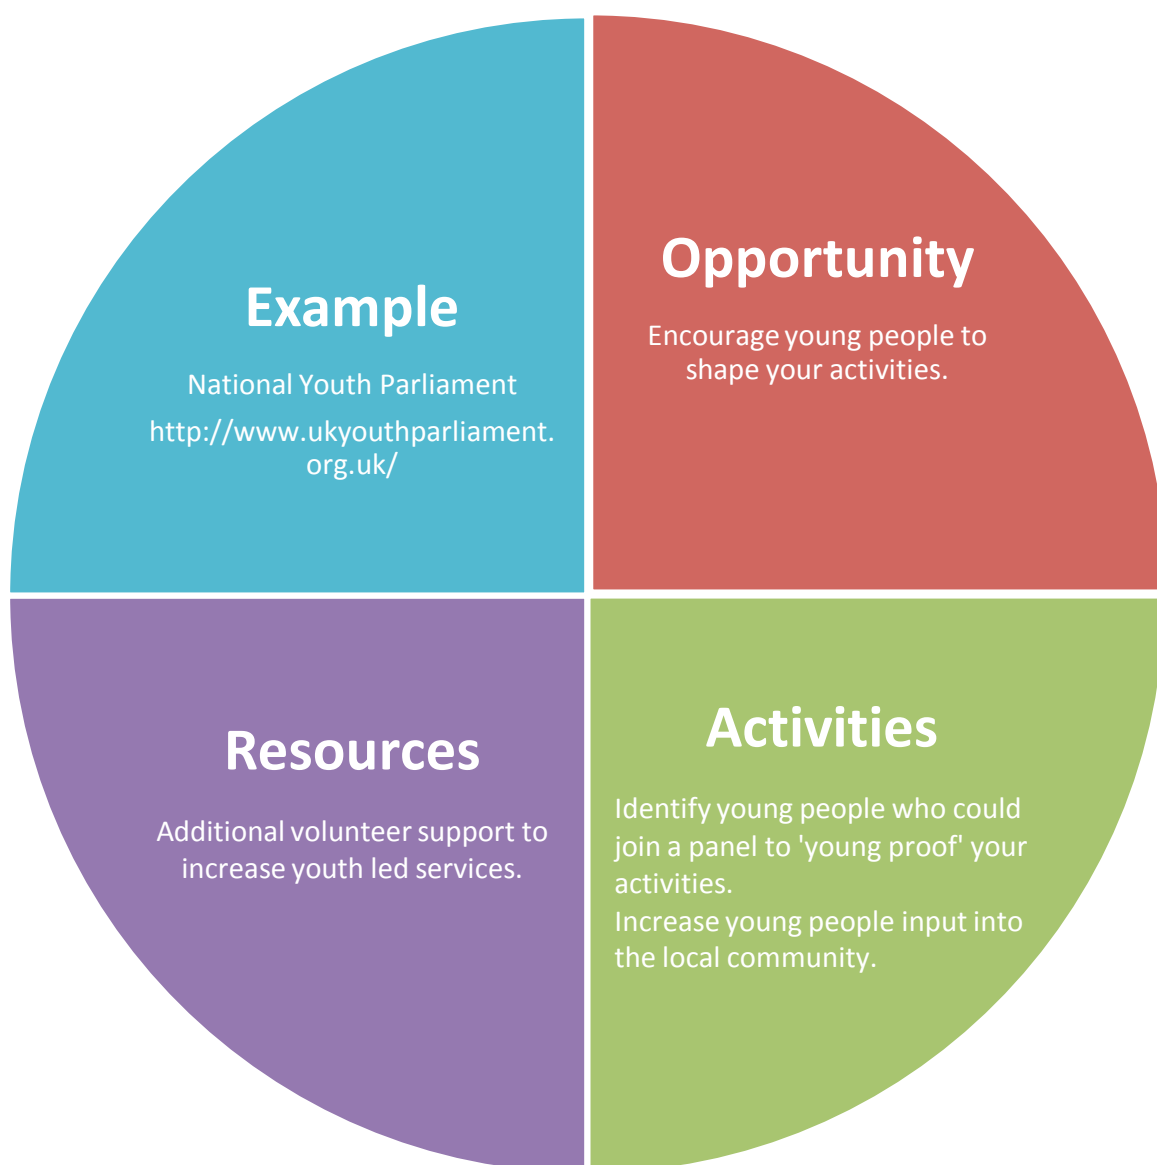 Example
National Youth Parliament
http://www.ukyouthparliament.
org.uk/
Opportunity
Encourage young people to
shape your activities.
Resources
Additional volunteer support to
increase youth led services.
Activities
Identify young people who could
join a panel to 'young proof' your
activities.
Increase young people input into
the local community.